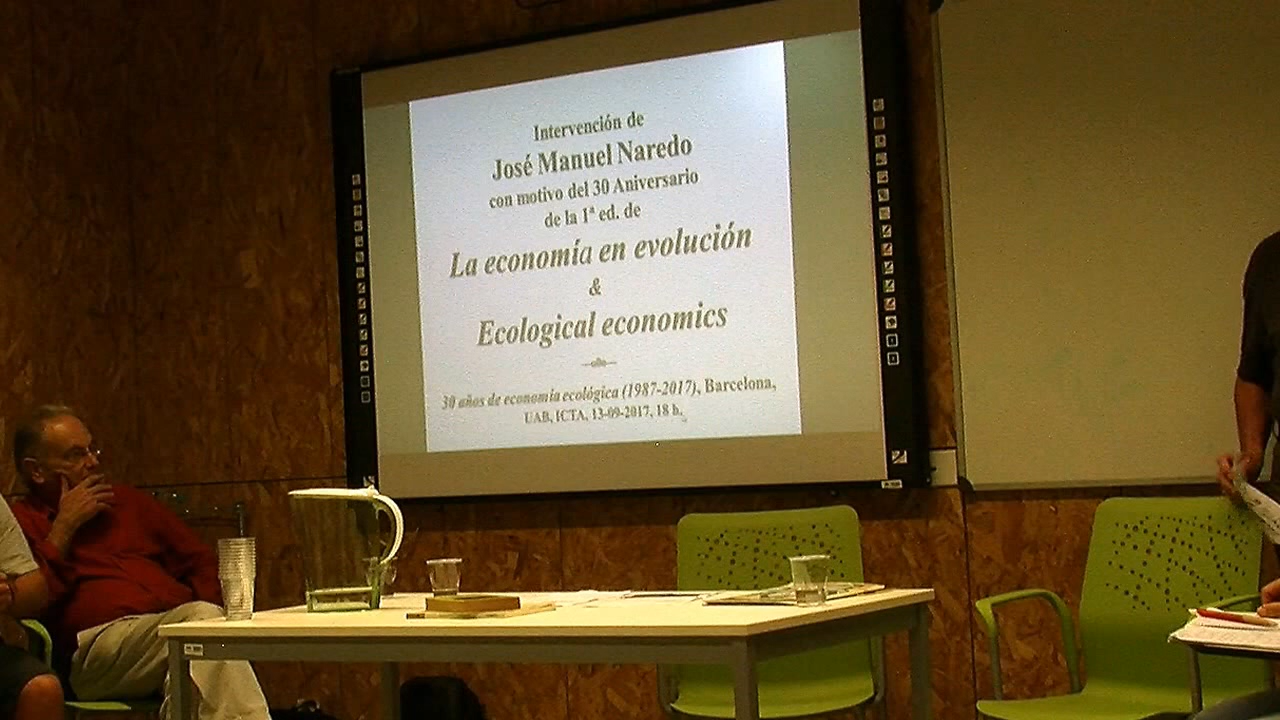 Intervención de
José Manuel Naredo
con motivo del 30 Aniversario
de la 1ª ed. de
La economía en evolución
&
Ecological economics
30 años de economía ecológica (1987-2017), Barcelona,
UAB, ICTA, 13-09-2017, 18 h.